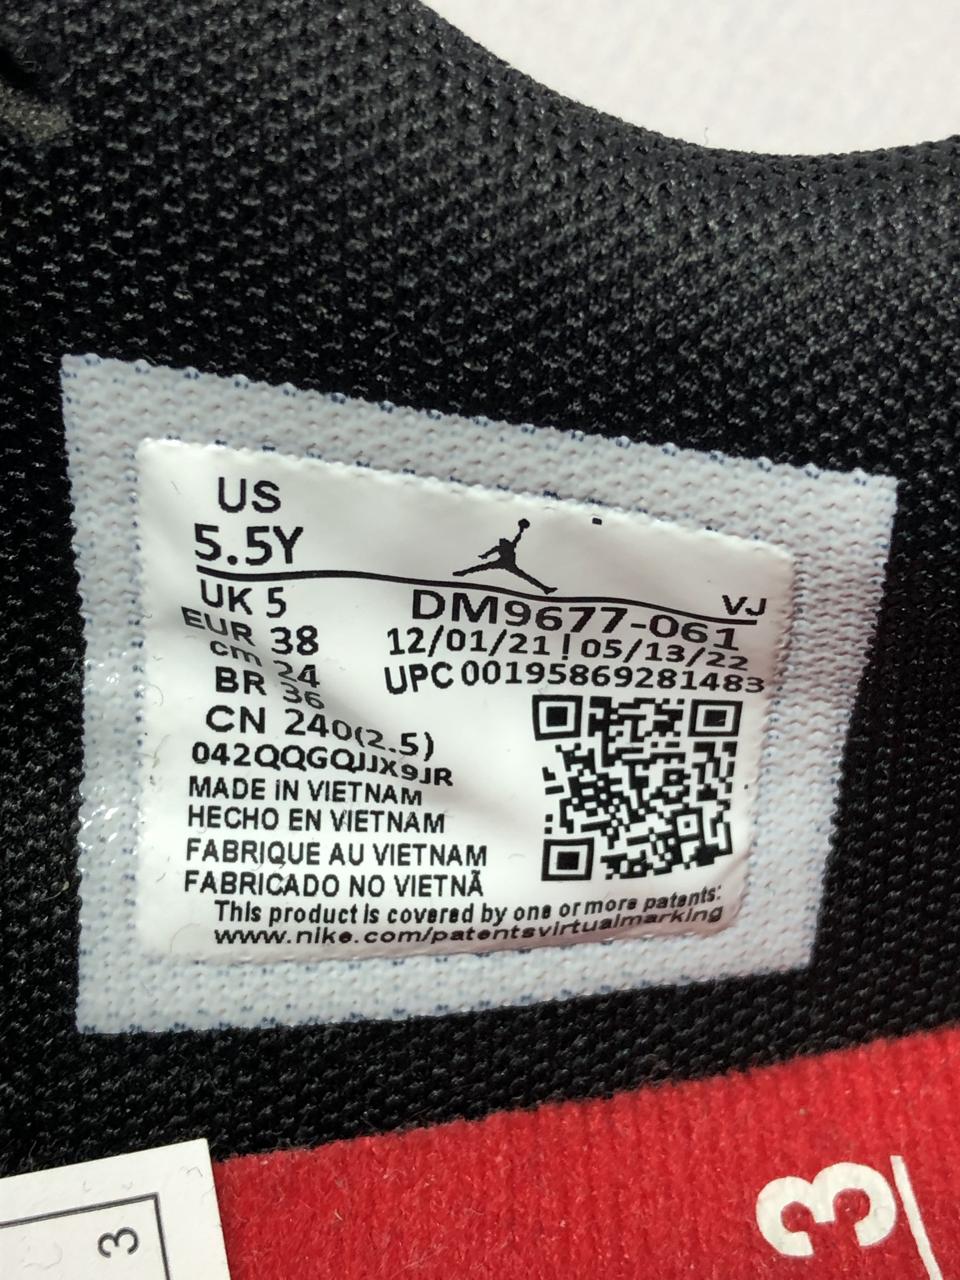 US
5.5Y
UK 5
EUR 38
cm 24
BR 36
CN 240(2.5)
042QQGQJJX9JR
MADE IN VIETNAM
HECHO EN VIETNAM
FABRIQUE AU VIETNAM
FABRICADO NO VIETNÃ
VJ
DM9677-061
12/01/21 | 05/13/22
UPC 00195869281483
This product is covered by one or more patents:
www.nike.com/patentsvirtualmarking
3
3